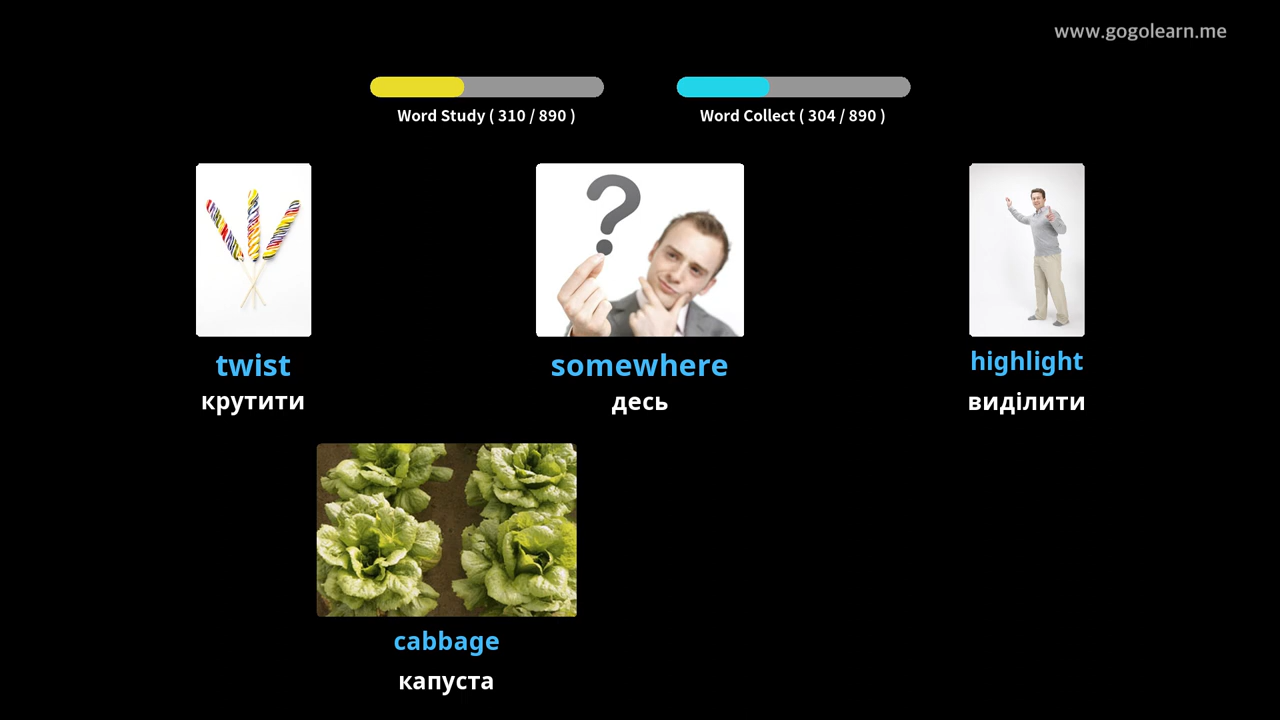 www.gogolearn.me
Word Study ( 310 / 890 )
Word Collect ( 304 / 890 )
twist
крутити
somewhere
десь
highlight
виділити
cabbage
капуста